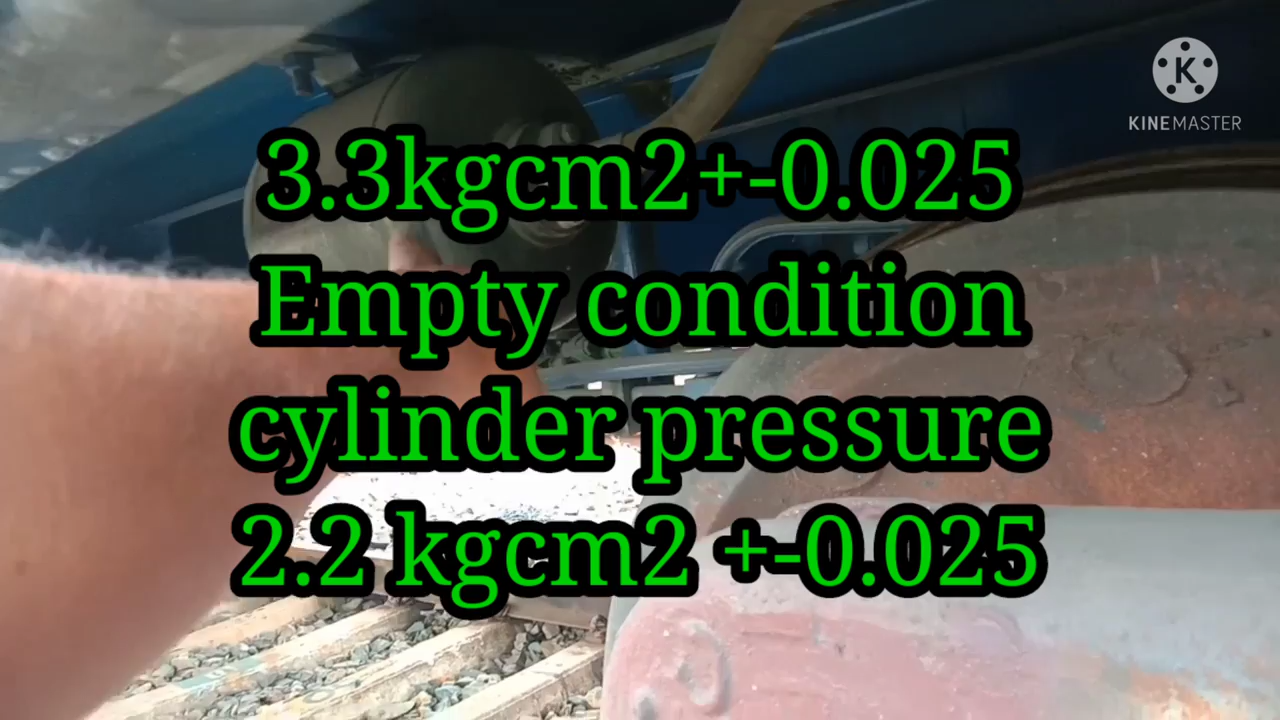 K
KINEMASTER
3.3kgcm2+-0.025
Empty condition
cylinder pressure
2.2 kgcm2 +-0.025